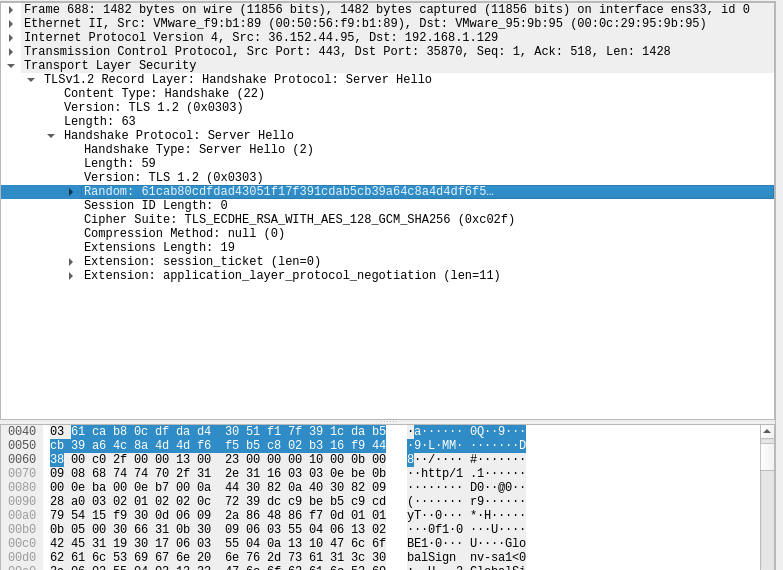 Frame 688: 1482 bytes on wire (11856 bits), 1482 bytes captured (11856 bits) on interface ens33, id 0
Ethernet II, Src: VMware_f9:b1:89 (00:50:56:f9:b1:89), Dst: VMware_95:9b:95 (00:0c:29:95:9b:95)
Internet Protocol Version 4, Src: 36.152.44.95, Dst: 192.168.1.129
Transmission Control Protocol, Src Port: 443, Dst Port: 35870, Seq: 1, Ack: 518, Len: 1428
Transport Layer Security
TLSv1.2 Record Layer: Handshake Protocol: Server Hello
Content Type: Handshake (22)
Version: TLS 1.2 (0x0303)
Length: 63
Handshake Protocol: Server Hello
Handshake Type: Server Hello (2)
Length: 59
Version: TLS 1.2 (0x0303)
Random: 61cab80cdfdad43051f17f391cdab5cb39a64c8a4d4df6f5…
Session ID Length: 0
Cipher Suite: TLS_ECDHE_RSA_WITH_AES_128_GCM_SHA256 (0xc02f)
Compression Method: null (0)
Extensions Length: 19
Extension: session_ticket (len=0)
Extension: application_layer_protocol_negotiation (len=11)
0040 03 61 ca b8 0c df da d4 30 51 f1 7f 39 1c da b5 ·a······ 0Q··9···
0050 cb 39 a6 4c 8a 4d 4d f6 f5 b5 c8 02 b3 16 f9 44 ·9·L·MM· ·······D
0060 38 00 c0 2f 00 00 13 00 23 00 00 00 10 00 0b 00 8··/···· #·······
0070 09 08 68 74 74 70 2f 31 2e 31 16 03 03 0e be 0b ··http/1 .1······
0080 00 0e ba 00 0e b7 00 0a 44 30 82 0a 40 30 82 09 ········ D0··@0··
0090 28 a0 03 02 01 02 02 0c 72 39 dc c9 be b5 c9 cd (······· r9······
00a0 79 54 15 f9 30 0d 06 09 2a 86 48 86 f7 0d 01 01 yT··0··· *·H·····
00b0 0b 05 00 30 66 31 0b 30 09 06 03 55 04 06 13 02 ···0f1·0 ···U····
00c0 42 45 31 19 30 17 06 03 55 04 0a 13 10 47 6c 6f BE1·0··· U····Glo
00d0 62 61 6c 53 69 67 6e 20 6e 76 2d 73 61 31 3c 30 balSign  nv-sa1<0